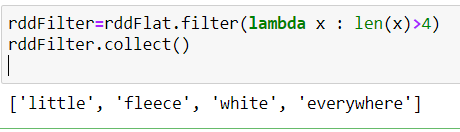 rddFilter=rddFlat.filter(lambda x : len(x)>4)
rddFilter.collect()
['little', 'fleece', 'white', 'everywhere']